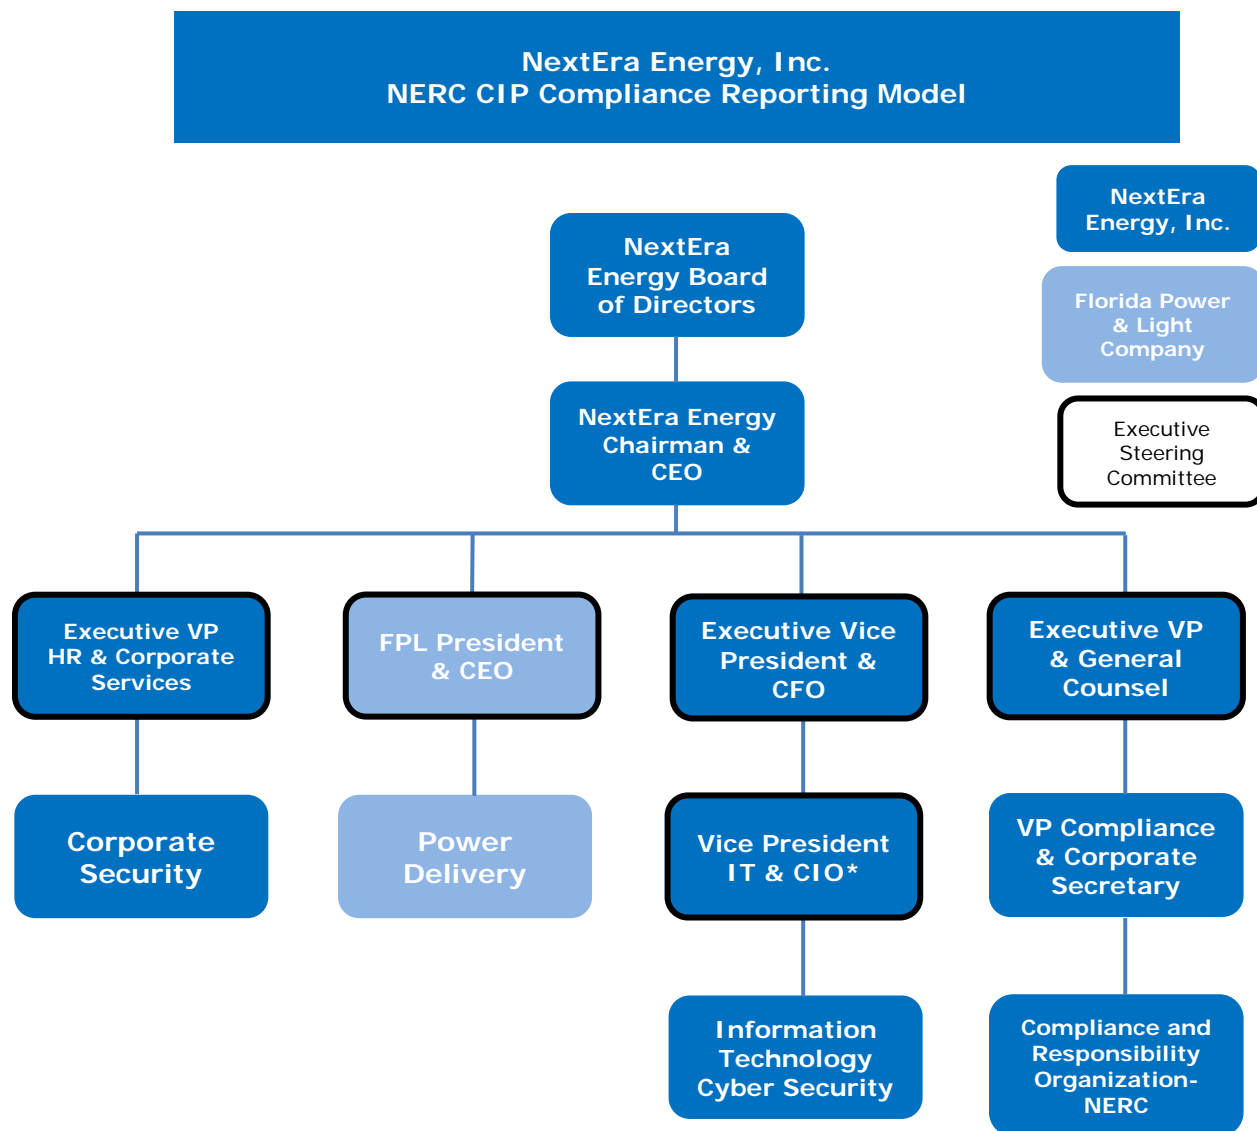 NextEra Energy, Inc.
NERC CIP Compliance Reporting Model
NextEra
Energy, Inc.
NextEra
Energy Board
of Directors
Florida Power
& Light
Company
NextEra Energy
Chairman &
CEO
Executive
Steering
Committee
Executive VP
HR & Corporate
Services
FPL President
& CEO
Executive Vice
President &
CFO
Executive VP
& General
Counsel
Corporate
Security
Power
Delivery
Vice President
IT & CIO*
VP Compliance
& Corporate
Secretary
Information
Technology
Cyber Security
Compliance and
Responsibility
Organization-
NERC